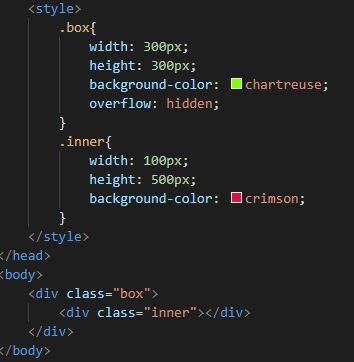 <style>
.box{
width: 300px;
height: 300px;
background-color: chartreuse;
overflow: hidden;
}
.inner{
width: 100px;
height: 500px;
background-color: crimson;
}
</style>
</head>
<body>
<div class="box">
<div class="inner"></div>
</div>
</body>